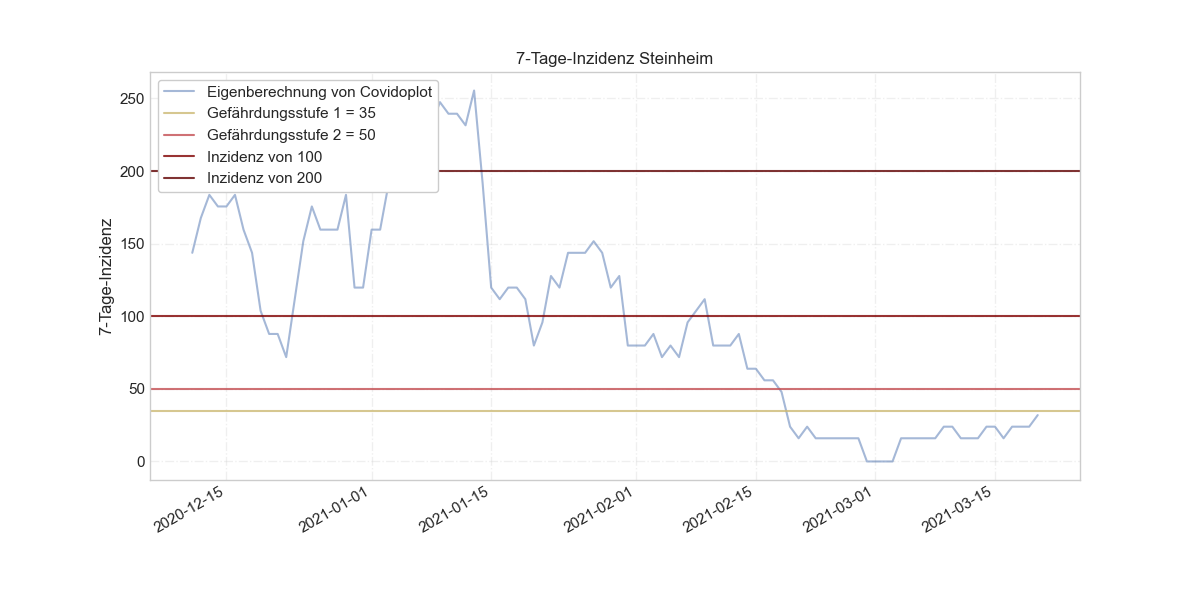 7-Tage-Inzidenz Steinheim
Eigenberechnung von Covidoplot
Gefährdungsstufe 1 = 35
Gefährdungsstufe 2 = 50
Inzidenz von 100
Inzidenz von 200
7-Tage-Inzidenz
250
200
150
100
50
0
2020-12-15
2021-01-01
2021-01-15
2021-02-01
2021-02-15
2021-03-01
2021-03-15